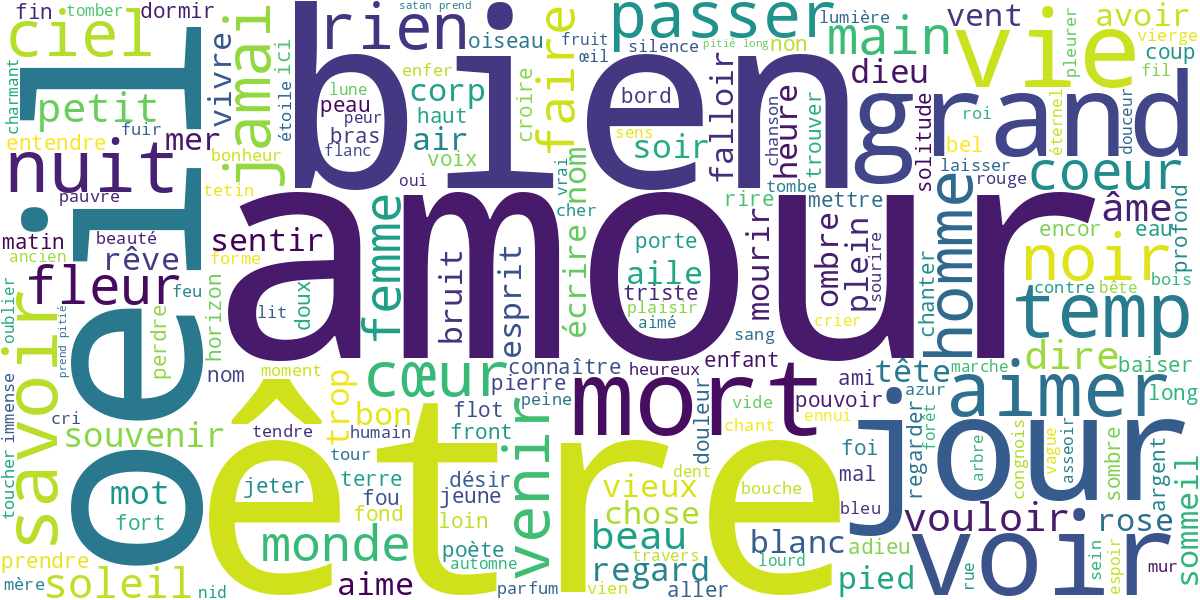 fin
tomber
dormir
ciel
rien
satan prend
oiseau
fruit
œil
passer
silence
pitié long
lumière
non
main
vent
avoir
vierge
vie
pleurer
coup
fil
charmant
oeil
petit
vivre
jamai
étoile ici
bien
lune
peau
peur
bras
flanc
enfer
corp
haut
air
voix
croire
faire
bord
sens
soir
falloir
chanson
heure
trouver
dieu
grand
solitude
roi
bel
éternel
douceur
laisser
rouge
coeur
entendre
fuir
mer
nuit
bonheur
tetin
pauvre
oui
vrai
nom
cher
rire
tombe
mettre
homme
âme
encor
eau
profond
matin
ancien
beauté
rêve
sentir
forme
amour
femme
bruit
esprit
écrire
porte
aile
triste
plaisir
aimé
mourir
ombre
plein
sourire
crier
chanter
noir
contre
bête
bois
temp
oublier
prend pitié
fleur
feu
perdre
horizon
lit
doux
sang
connaître
heureux
enfant
tête
marche
dire
baiser
toucher
immense
savoir
cri
nom
moment
trop
cœur
bon
pierre
peine
mort
vide
chant
ami
pouvoir
ennui
azur
aimer
long
souvenir
tendre
humain
tour
flot
front
venir
douleur
foi
mal
regarder
foret
arbre
congnois
vague
asseoir
jour
sombre
argent
sommeil
mot
fort
être
jeter
terre
fou
fond
désir
jeune
loin
vieux
chose
dent
bouche
bleu
vouloir
rose
prendre
mère
soleil
nid
monde
aime
poète
automne
parfum
beau
regard
vien
travers
aller
lourd
blanc
adieu
pied
voir
rue
sein
espoir
mur